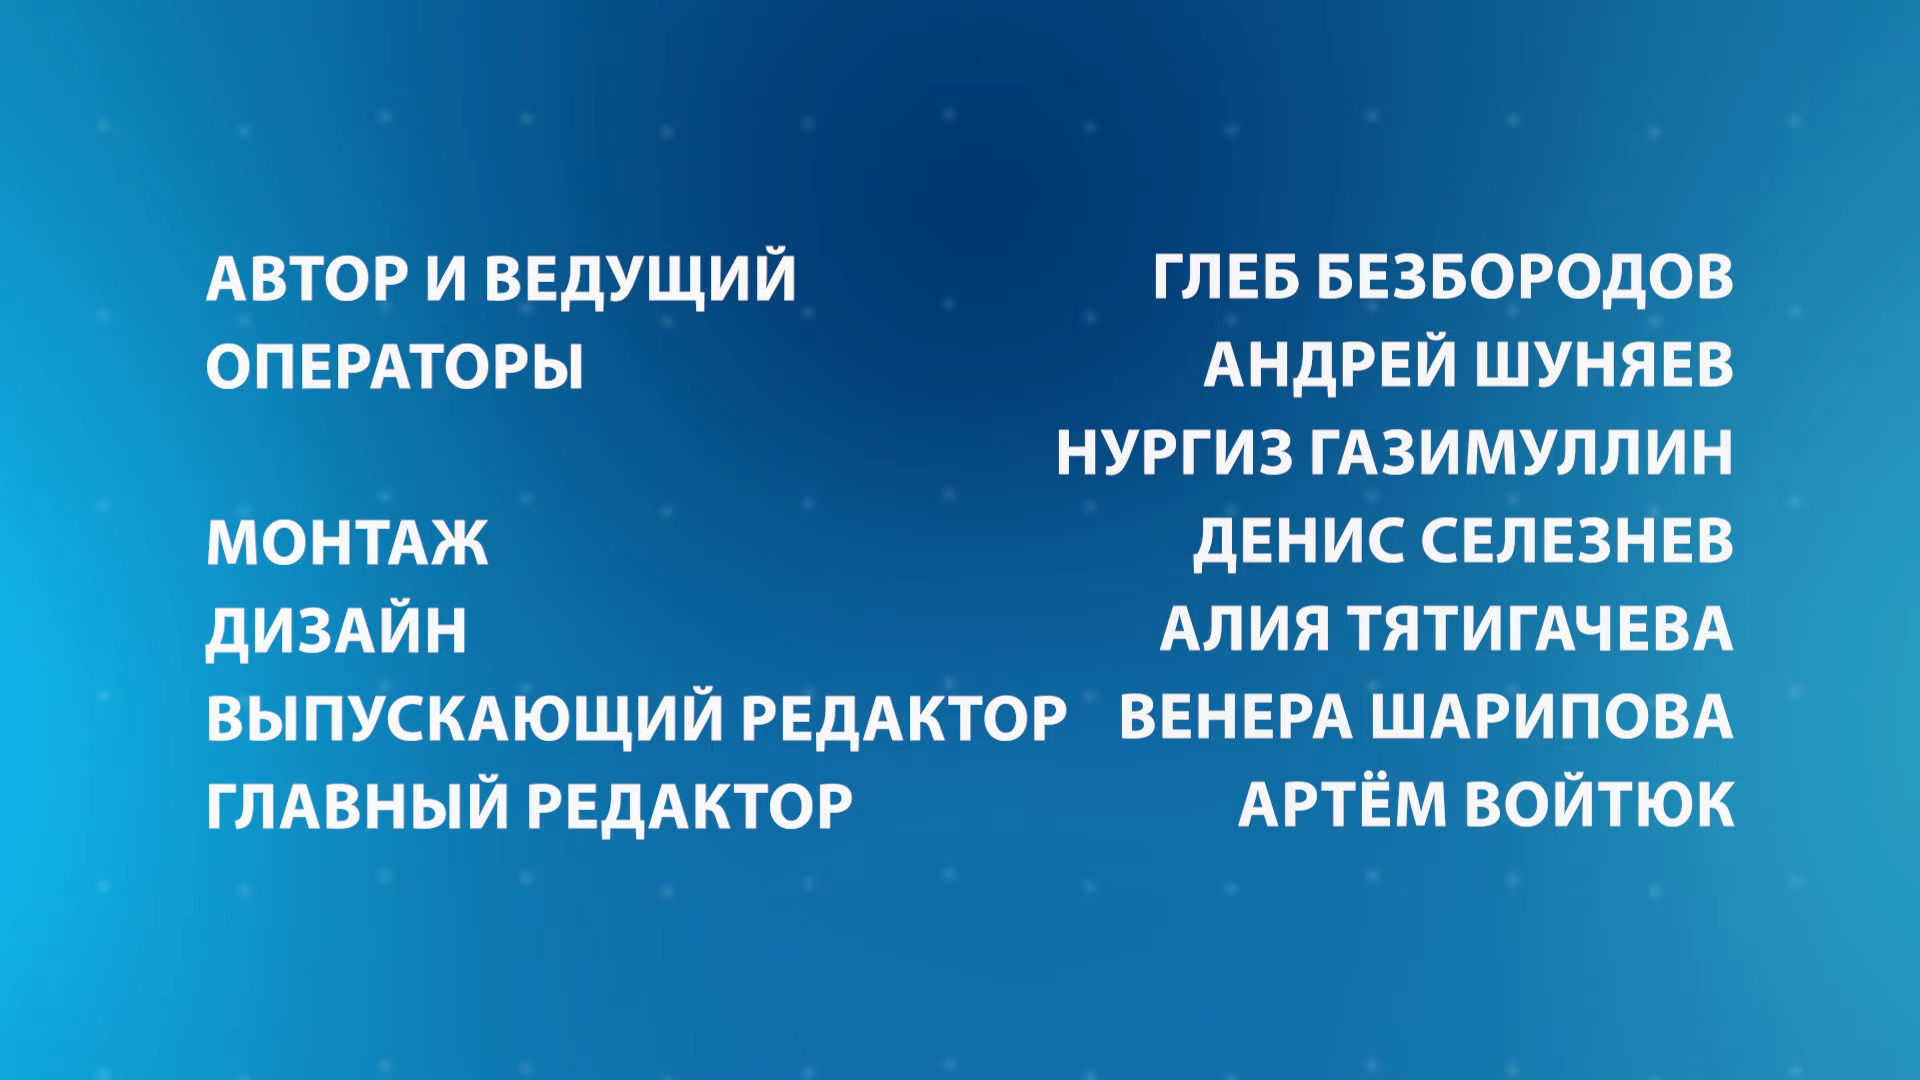 АВТОР И ВЕДУЩИЙ ГЛЕБ БЕЗБОРОДОВ
ОПЕРАТОРЫ АНДРЕЙ ШУНЯЕВ
НУРГИЗ ГАЗИМУЛЛИН
МОНТАЖ ДЕНИС СЕЛЕЗНЕВ
ДИЗАЙН АЛИЯ ТЯТИГАЧЕВА
ВЫПУСКАЮЩИЙ РЕДАКТОР ВЕНЕРА ШАРИПОВА
ГЛАВНЫЙ РЕДАКТОР АРТЁМ ВОЙТЮК